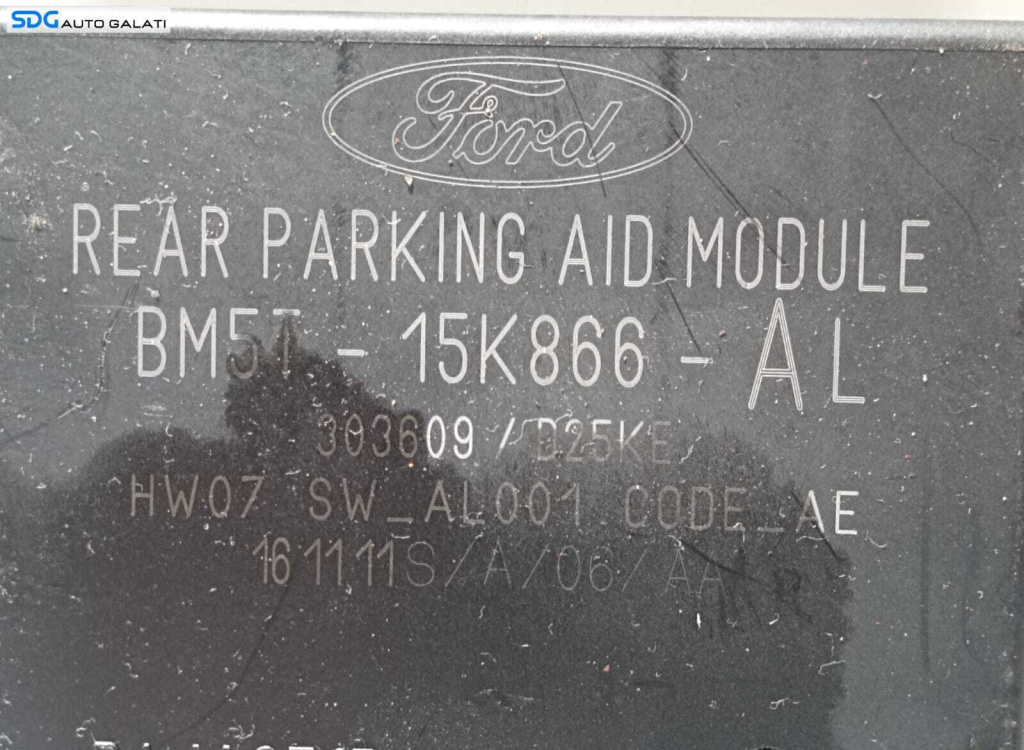 SDG AUTO GALATI
Ford
REAR PARKING AID MODULE
BM5T - 15K866 - AL
303609 / D25KE
HW07 SW_AL001 CODE_AE
161111S/A/06/AA